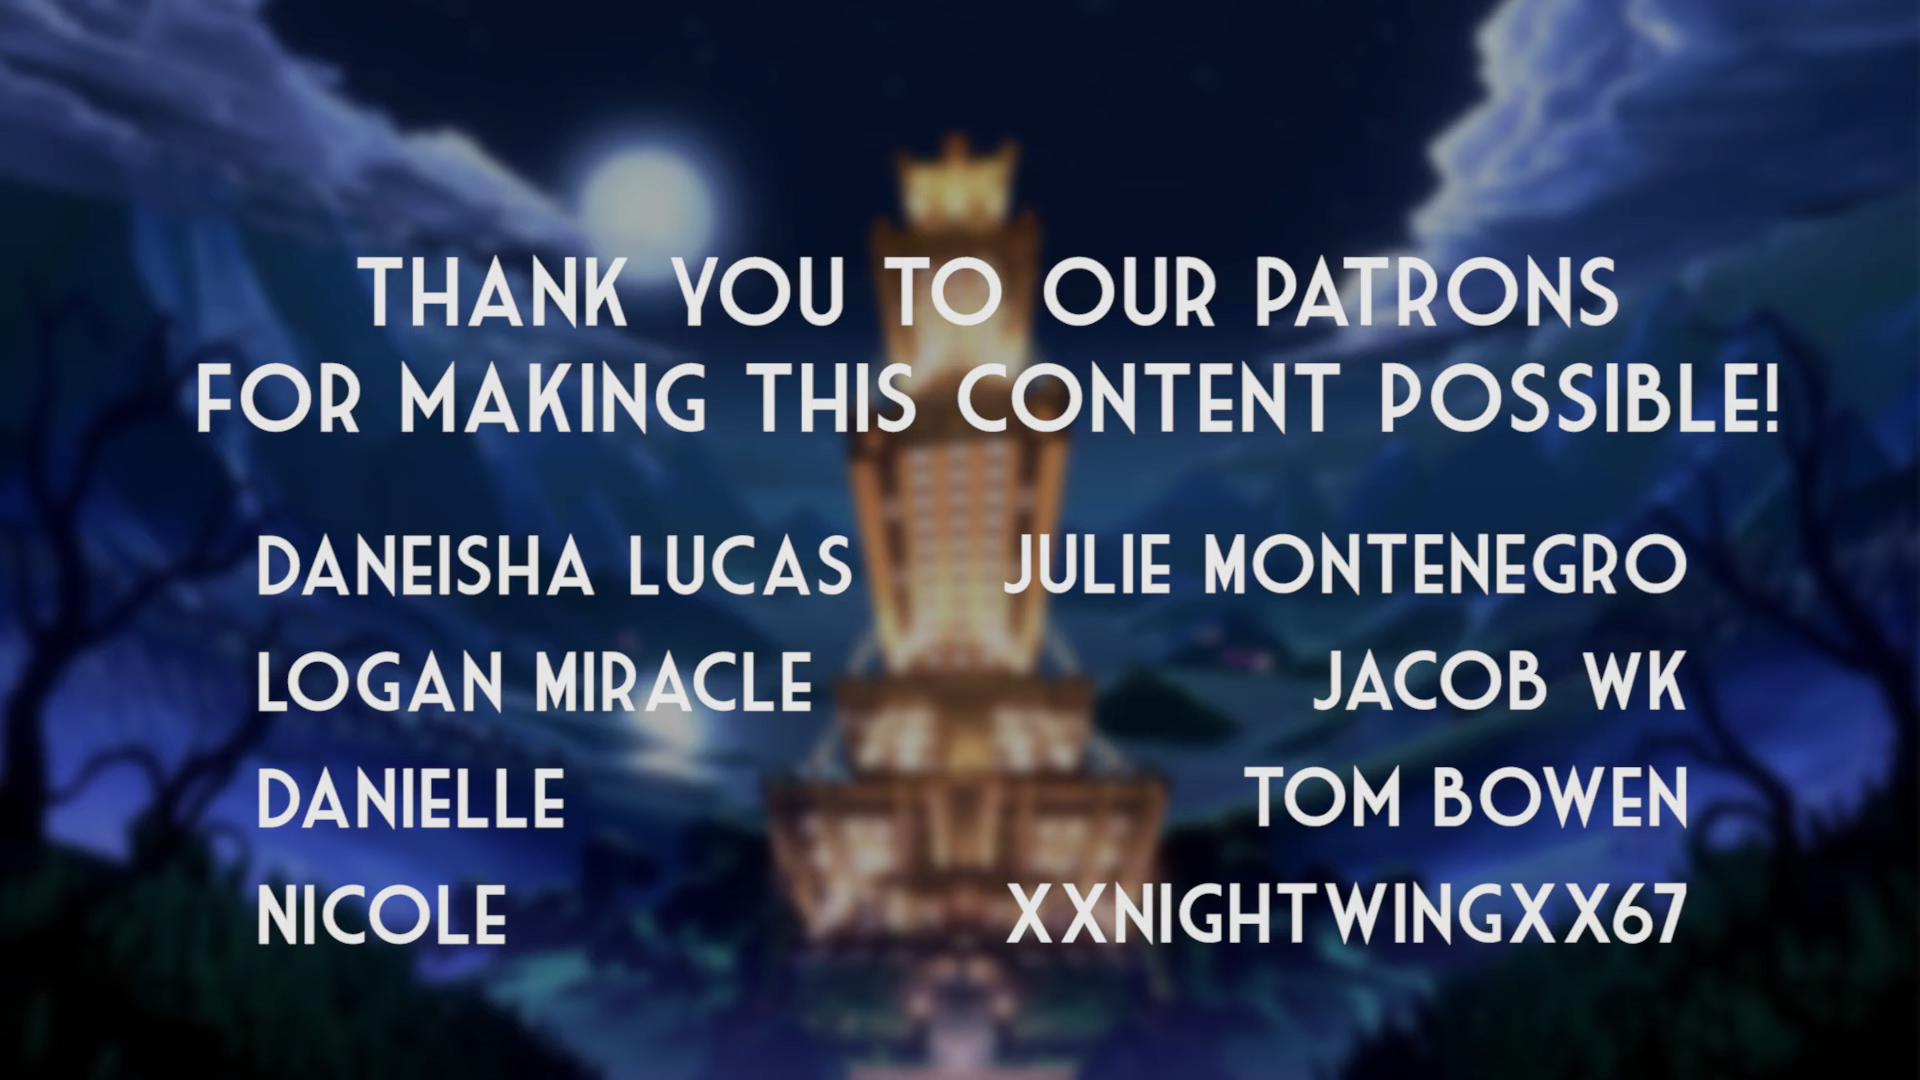 THANK YOU TO OUR PATRONS
FOR MAKING THIS CONTENT POSSIBLE!
DANEISHA LUCAS
LOGAN MIRACLE
DANIELLE
NICOLE
JULIE MONTENEGRO
JACOB WK
TOM BOWEN
XXNIGHTWINGXX67